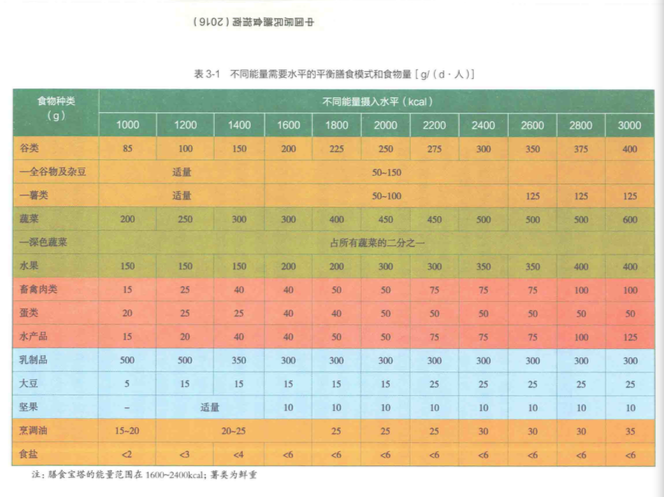 中国居民膳食指南（2016）
表 3-1 不同能量需要水平的平衡膳食模式和食物量 [ g/ ( d · 人 ) ]
食物种类（g） 不同能量摄入水平（kcal）
1000 1200 1400 1600 1800 2000 2200 2400 2600 2800 3000
谷类 85 100 150 200 225 250 275 300 350 375 400
—全谷物及杂豆 适量 50~150
—薯类 适量 50~100 125 125 125
蔬菜 200 250 300 300 400 450 450 500 500 500 600
—深色蔬菜 占所有蔬菜的二分之一
水果 150 150 150 200 200 300 300 350 350 400 400
畜禽肉类 15 25 40 40 50 50 75 75 75 100 100
蛋类 20 25 25 40 40 50 50 50 50 50 50
水产品 15 20 40 40 50 50 75 75 75 100 125
乳制品 500 500 350 300 300 300 300 300 300 300 300
大豆 5 15 15 15 15 15 25 25 25 25 25
坚果 - 适量 10 10 10 10 10 10 10 10
烹调油 15~20 20~25 25 25 25 30 30 30 35
食盐 <2 <3 <4 <6 <6 <6 <6 <6 <6 <6 <6
注：膳食宝塔的能量范围在 1600~2400kcal；薯类为鲜重